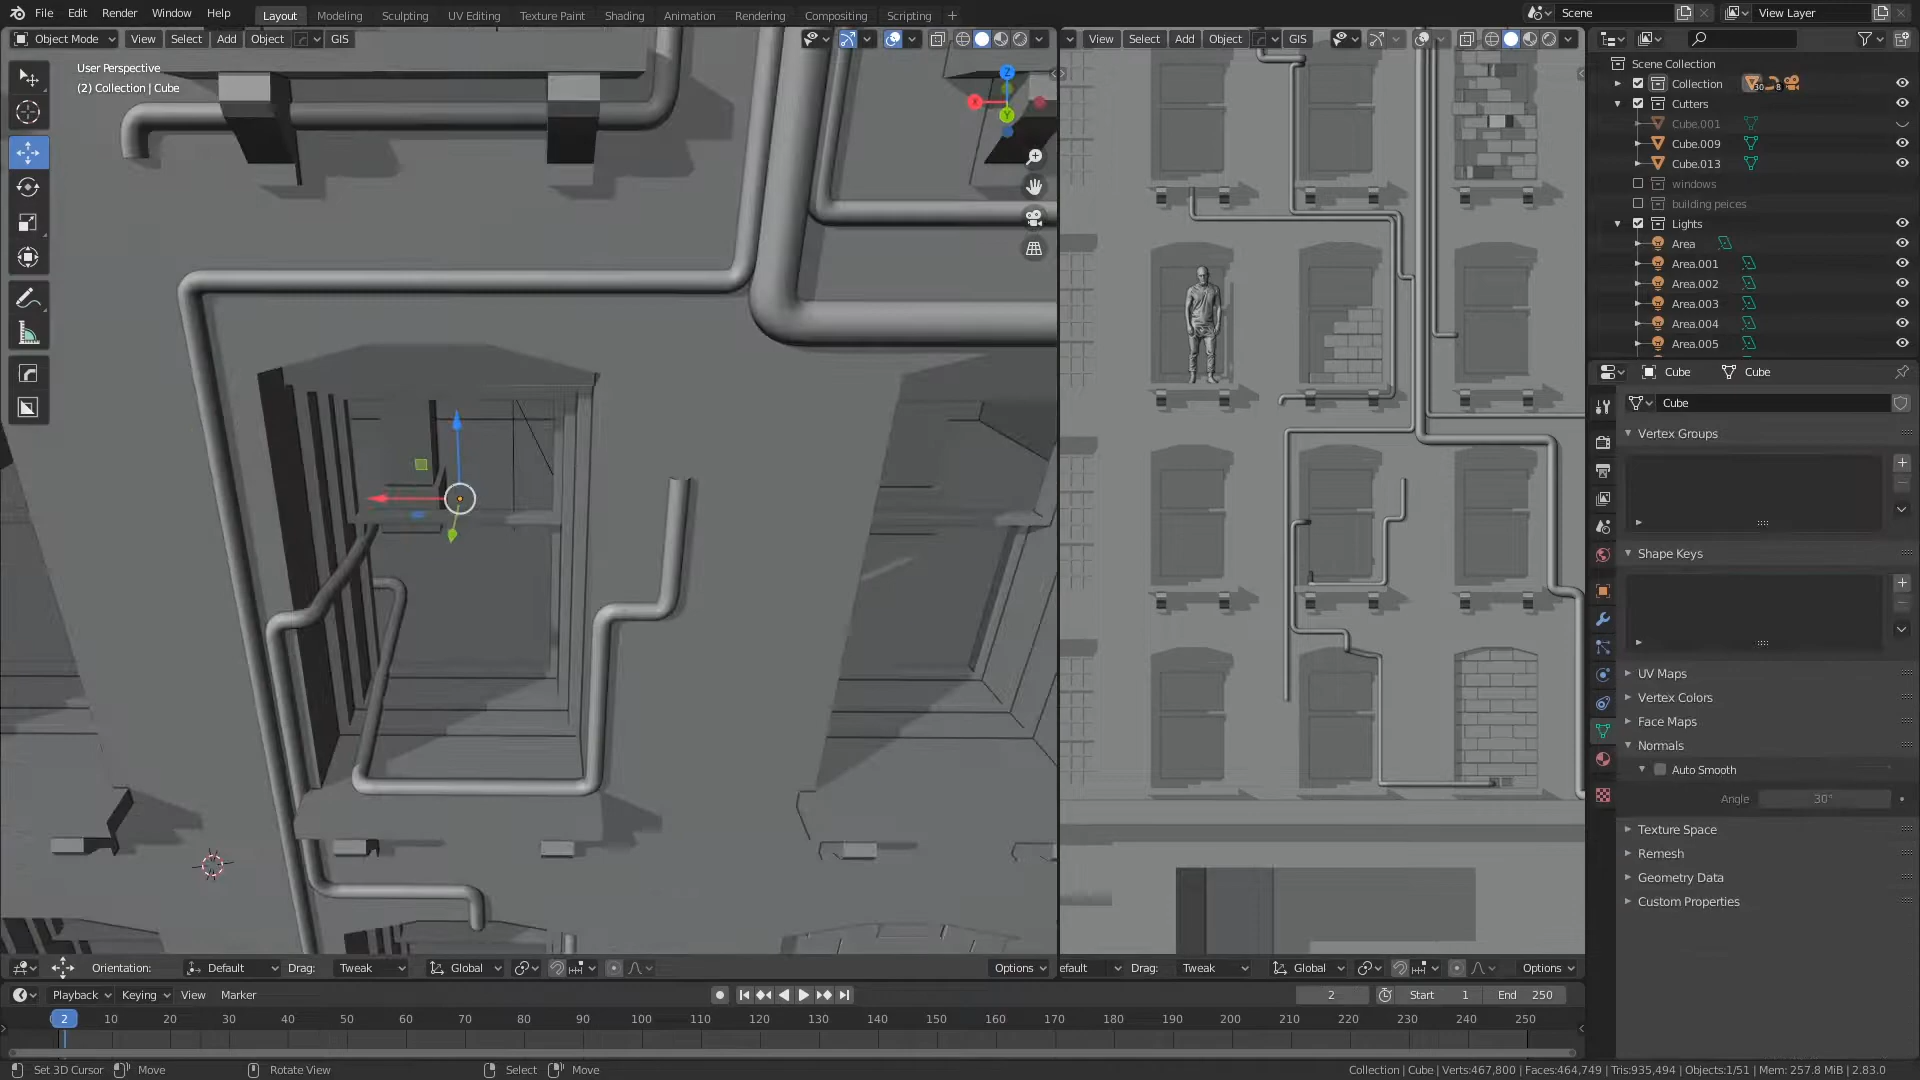 File Edit Render Window Help Layout Modeling Sculpting UV Editing Texture Paint Shading Animation Rendering Compositing Scripting + Scene View Layer
Object Mode View Select Add Object GIS
View Select Add Object GIS
User Perspective
(2) Collection | Cube
Z
X
Y
Scene Collection
Collection 30 8
Cutters
Cube.001
Cube.009
Cube.013
windows
building peices
Lights
Area
Area.001
Area.002
Area.003
Area.004
Area.005
Cube Cube
Cube
Vertex Groups
Shape Keys
UV Maps
Vertex Colors
Face Maps
Normals
Auto Smooth
Angle 30°
Texture Space
Remesh
Geometry Data
Custom Properties
Orientation: Default Drag: Tweak Global Options
efault Drag: Tweak Global Options
Playback Keying View Marker 2 Start 1 End 250
2 10 20 30 40 50 60 70 80 90 100 110 120 130 140 150 160 170 180 190 200 210 220 230 240 250
Set 3D Cursor Move Rotate View Select Move Collection | Cube | Verts:467,800 | Faces:464,749 | Tris:935,494 | Objects:1/51 | Mem: 257.8 MiB | 2.83.0